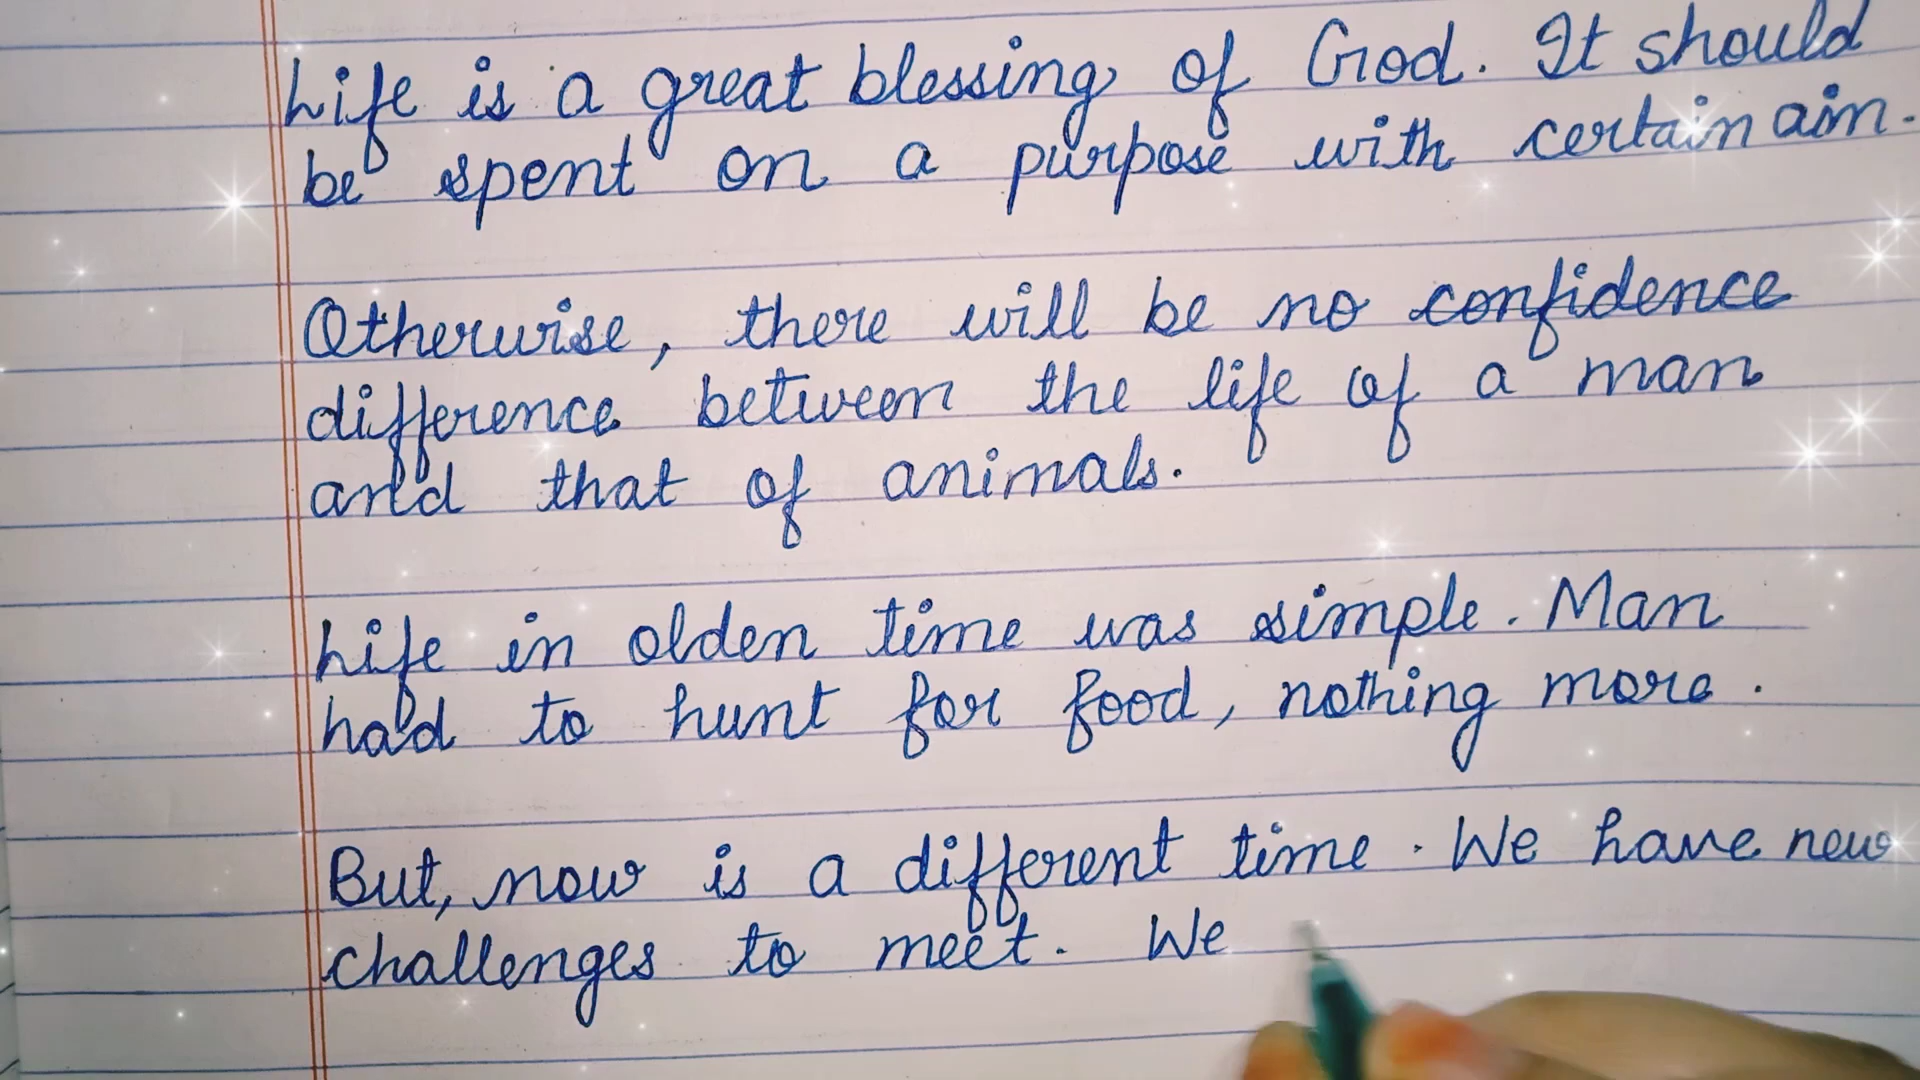 Life is a great blessing of God. It should
be spent on a purpose with certain aim.
Otherwise, there will be no confidence
difference between the life of a man
and that of animals.
Life in olden time was simple. Man
had to hunt for food, nothing more.
But, now is a different time. We have new
challenges to meet. We